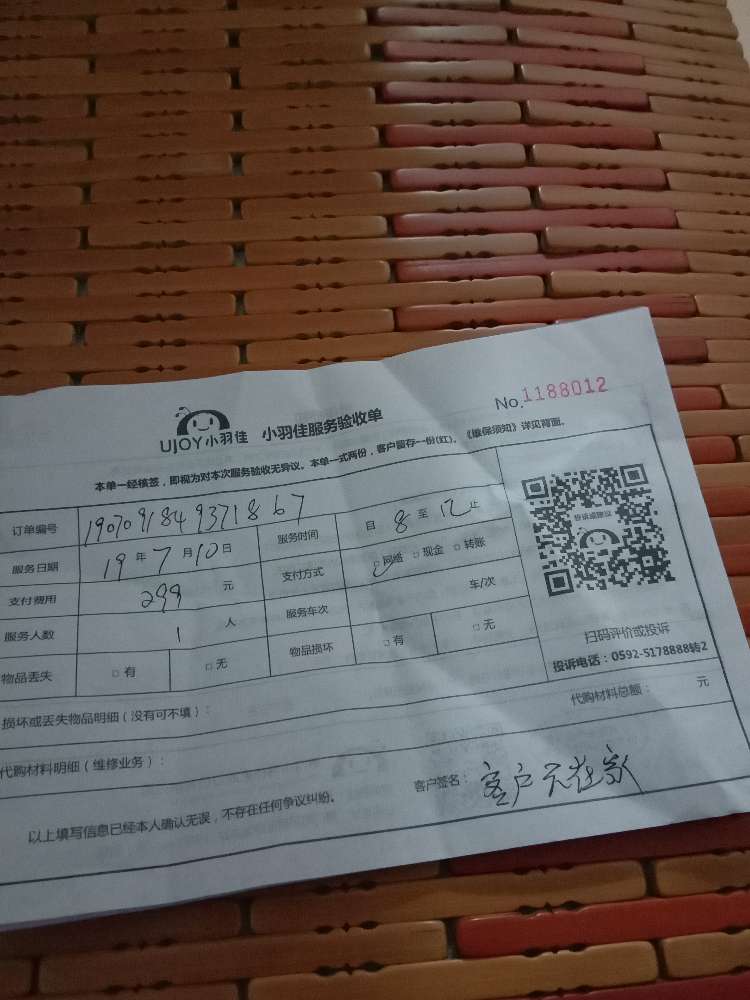 UJOY小羽佳 小羽佳服务验收单 No.1188012
本单一经核签，即视为对本次服务验收无异议。本单一式两份，客户留存一份(红)。《维保须知》详见背面。
订单编号 1907091849371867 服务时间 自 8 至 12 止
服务日期 19 年 7 月 10 日 支付方式 □网络 □现金 □转账
支付费用 299 元 服务车次 车/次
服务人数 1 人 物品损坏 □有 □无
物品丢失 □有 □无
投诉或建议
扫码评价或投诉
投诉电话：0592-5178888转2
损坏或丢失物品明细（没有可不填）：
代购材料明细（维修业务）： 代购材料总额： 元
以上填写信息已经本人确认无误，不存在任何争议纠纷。 客户签名：客户不在家